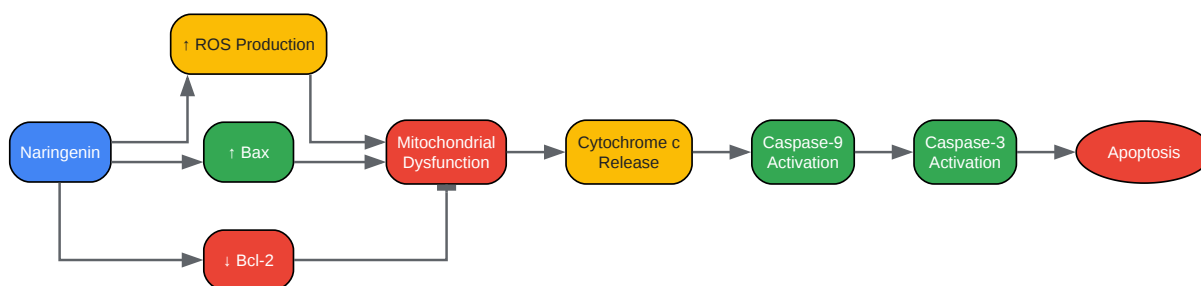 ↑ ROS Production
Naringenin
↑ Bax
↓ Bcl-2
Mitochondrial
Dysfunction
Cytochrome c
Release
Caspase-9
Activation
Caspase-3
Activation
Apoptosis